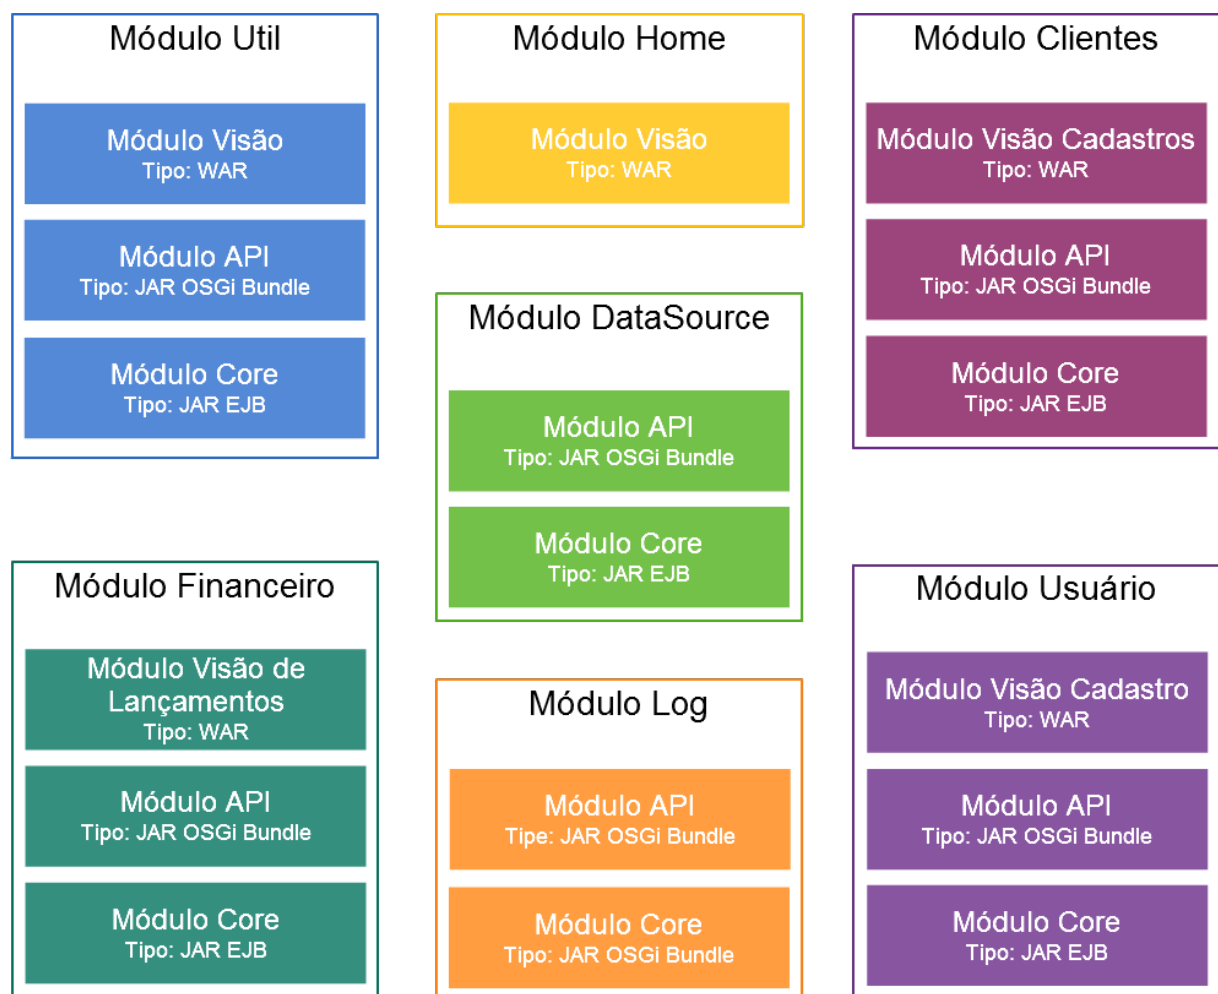 Módulo Util
Módulo Visão
Tipo: WAR
Módulo API
Tipo: JAR OSGi Bundle
Módulo Core
Tipo: JAR EJB
Módulo Home
Módulo Visão
Tipo: WAR
Módulo Clientes
Módulo Visão Cadastros
Tipo: WAR
Módulo API
Tipo: JAR OSGi Bundle
Módulo Core
Tipo: JAR EJB
Módulo DataSource
Módulo API
Tipo: JAR OSGi Bundle
Módulo Core
Tipo: JAR EJB
Módulo Financeiro
Módulo Visão de
Lançamentos
Tipo: WAR
Módulo API
Tipo: JAR OSGi Bundle
Módulo Core
Tipo: JAR EJB
Módulo Log
Módulo API
Tipe: JAR OSGi Bundle
Módulo Core
Tipo: JAR OSGi Bundle
Módulo Usuário
Módulo Visão Cadastro
Tipo: WAR
Módulo API
Tipo: JAR OSGi Bundle
Módulo Core
Tipo: JAR EJB